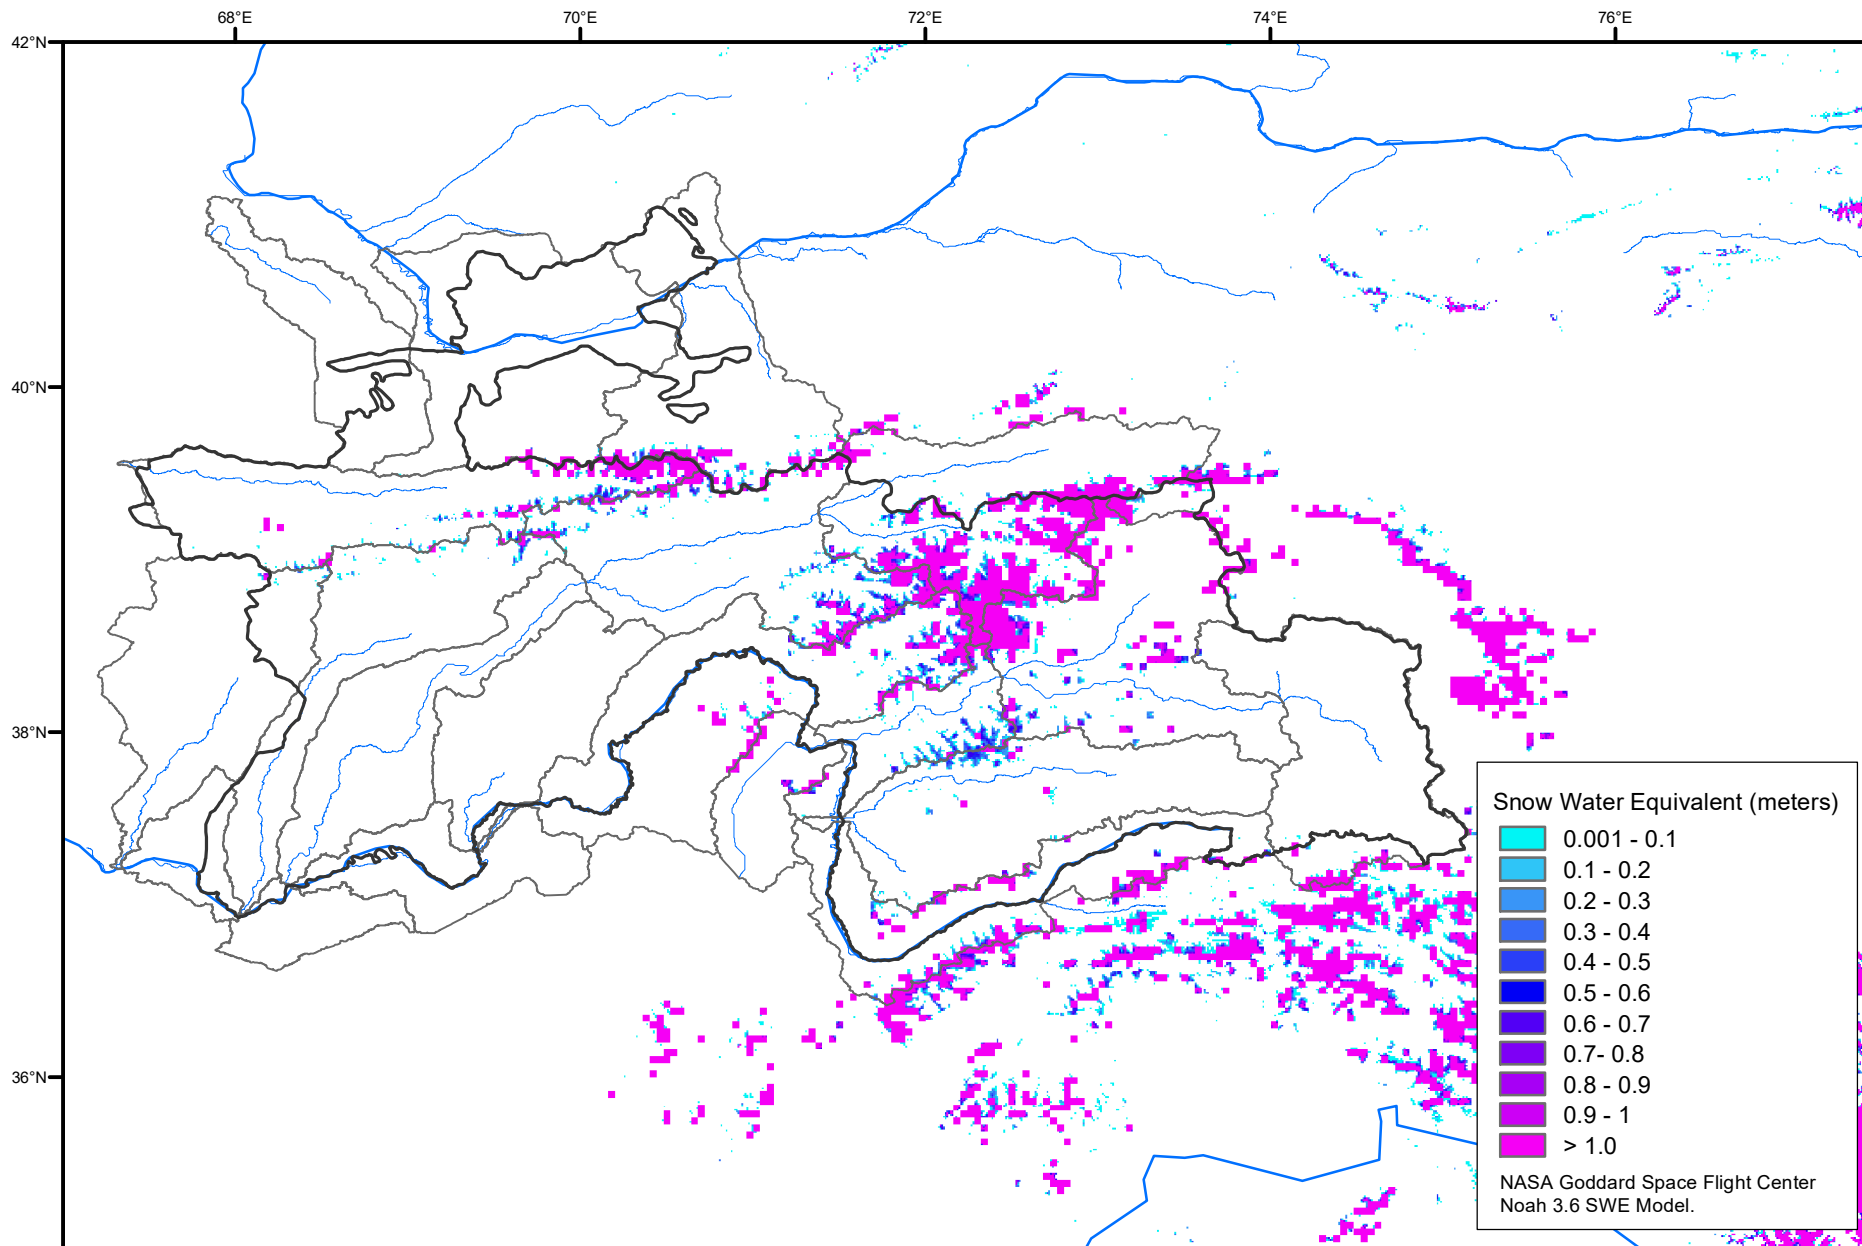 68°E
70°E
72°E
74°E
76°E
42°N
40°N
38°N
36°N
Snow Water Equivalent (meters)
0.001 - 0.1
0.1 - 0.2
0.2 - 0.3
0.3 - 0.4
0.4 - 0.5
0.5 - 0.6
0.6 - 0.7
0.7- 0.8
0.8 - 0.9
0.9 - 1
> 1.0
NASA Goddard Space Flight Center
Noah 3.6 SWE Model.